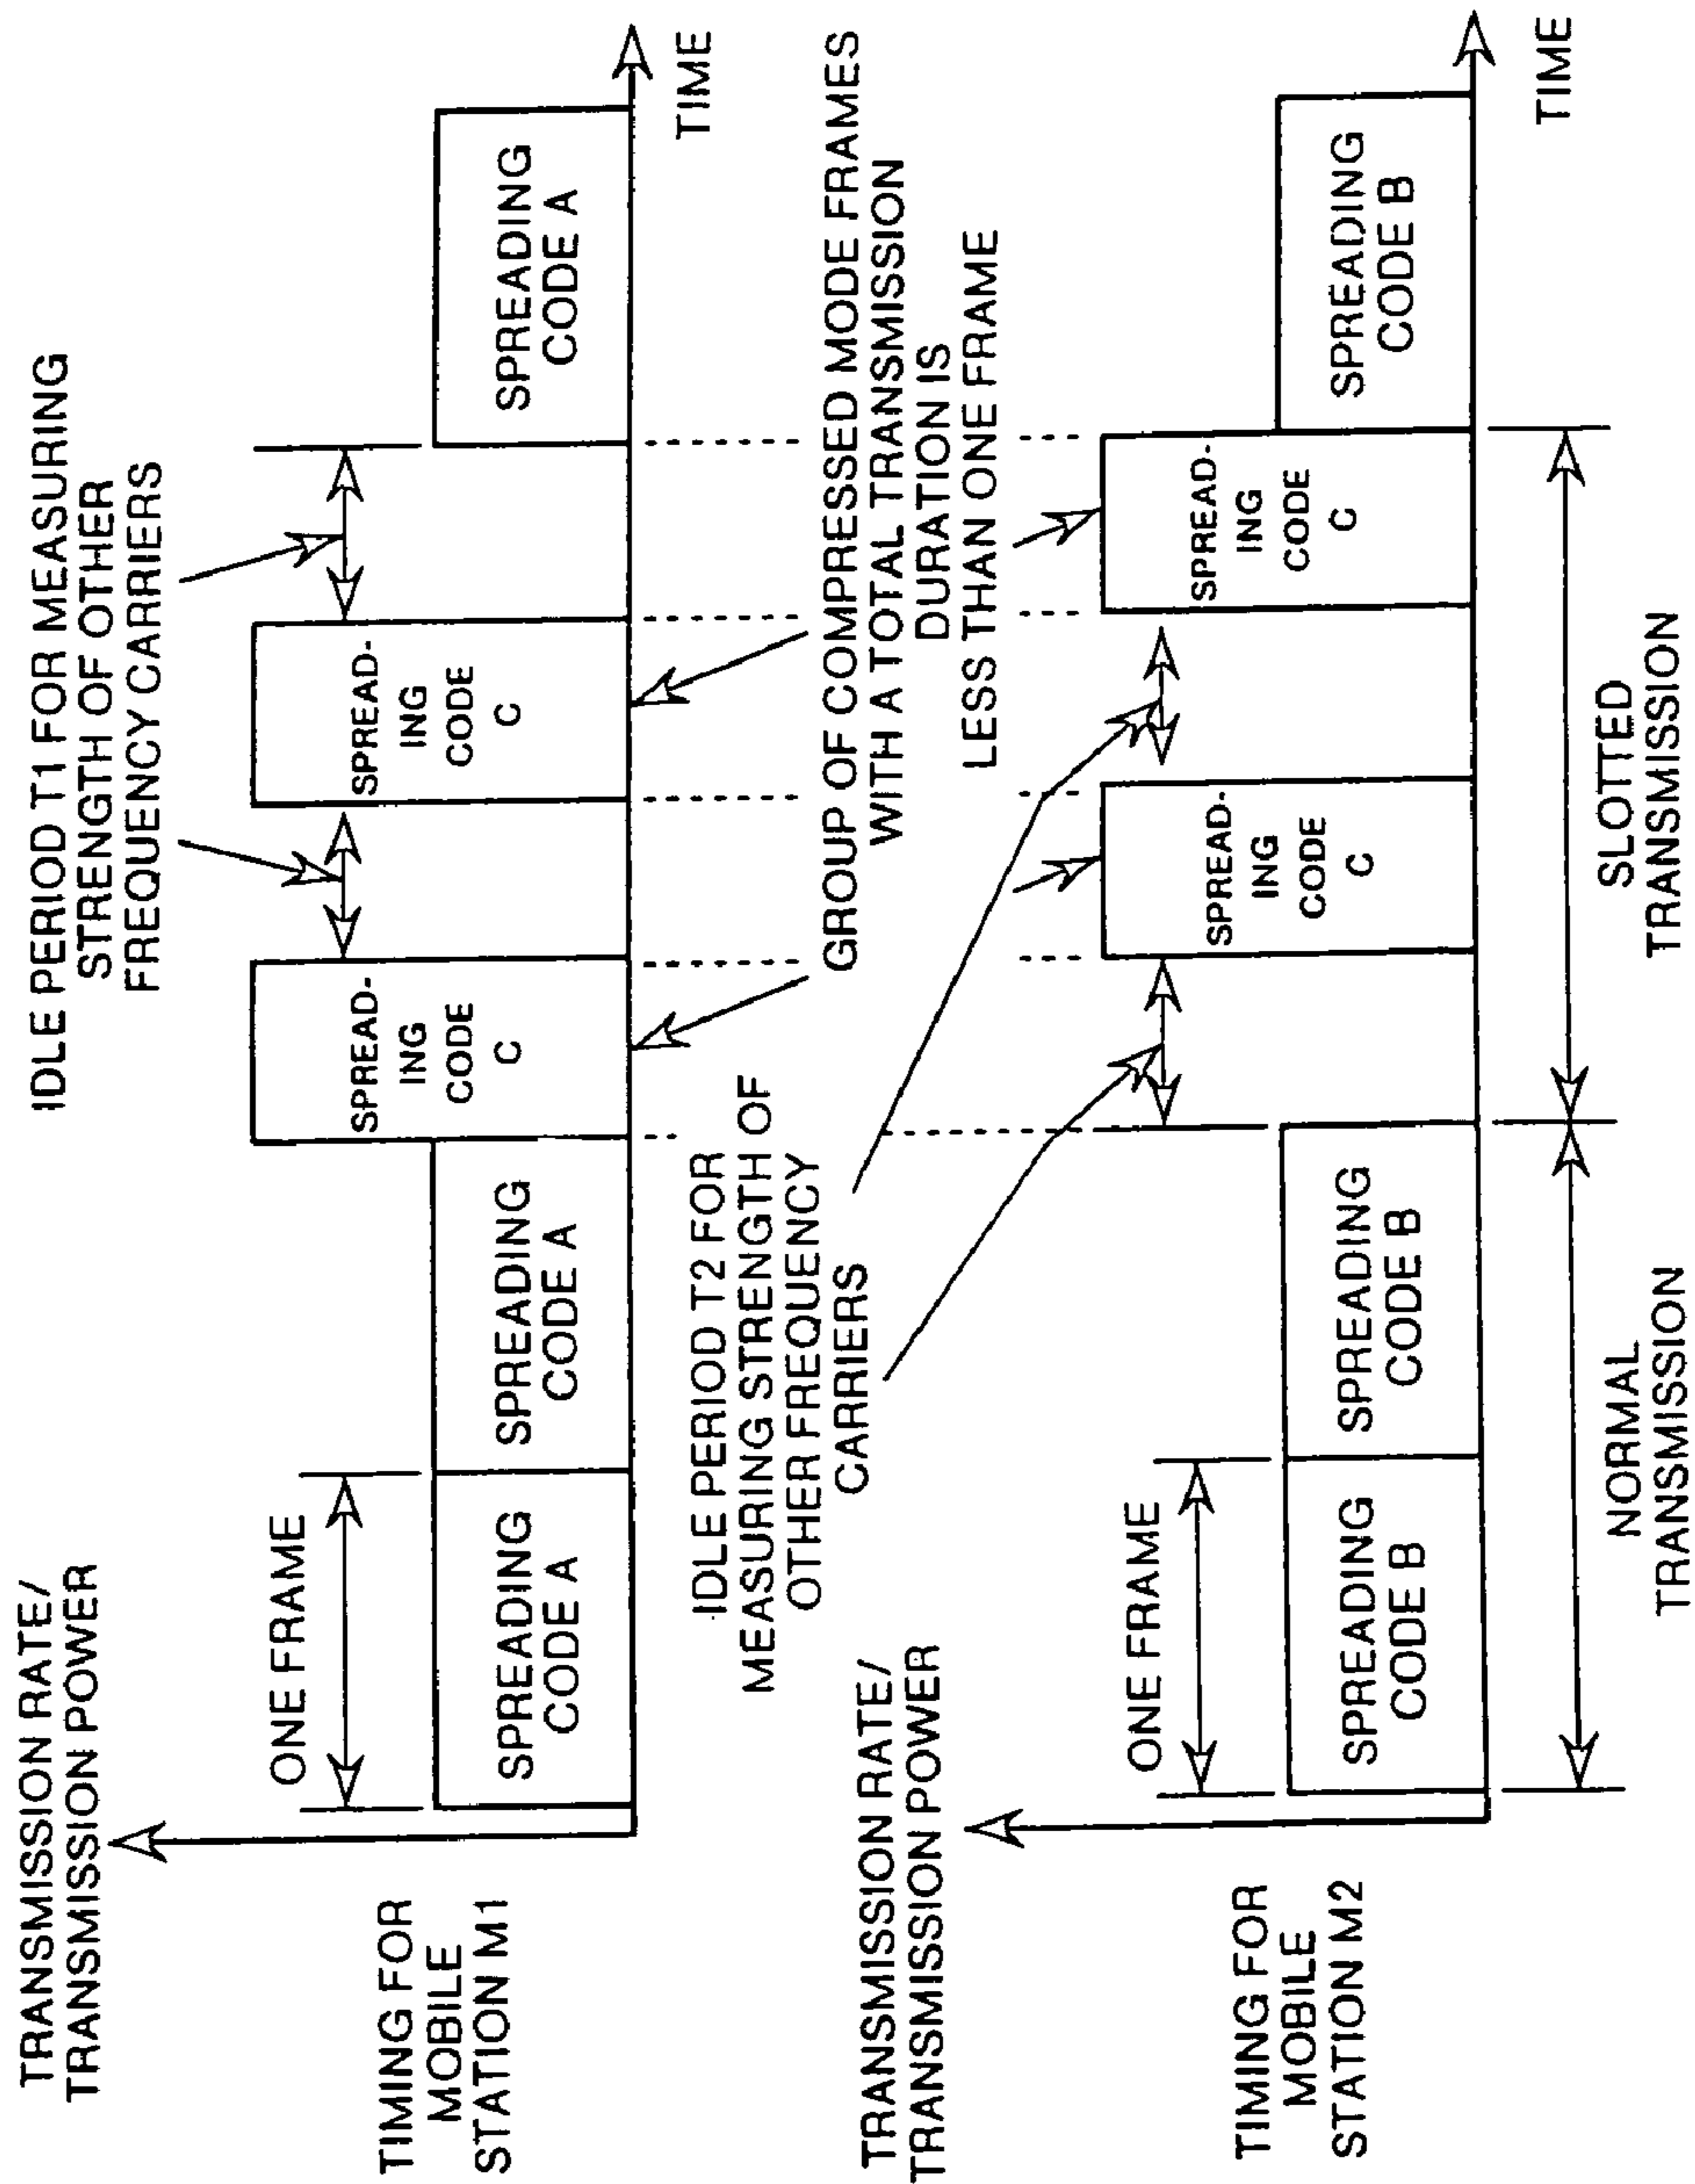 TRANSMISSION RATE/
TRANSMISSION POWER
TIMING FOR
MOBILE
STATION M1
ONE FRAME
SPREADING
CODE A
SPREADING
CODE A
SPREAD-
ING
CODE
C
SPREAD-
ING
CODE
C
SPREADING
CODE A
TIME
IDLE PERIOD T1 FOR MEASURING
STRENGTH OF OTHER
FREQUENCY CARRIERS
IDLE PERIOD T2 FOR
MEASURING STRENGTH OF
OTHER FREQUENCY
CARRIERS
GROUP OF COMPRESSED MODE FRAMES
WITH A TOTAL TRANSMISSION
DURATION IS
LESS THAN ONE FRAME
TRANSMISSION RATE/
TRANSMISSION POWER
TIMING FOR
MOBILE
STATION M2
ONE FRAME
SPREADING
CODE B
SPREADING
CODE B
SPREAD-
ING
CODE
C
SPREAD-
ING
CODE
C
SPREADING
CODE B
TIME
NORMAL
TRANSMISSION
SLOTTED
TRANSMISSION